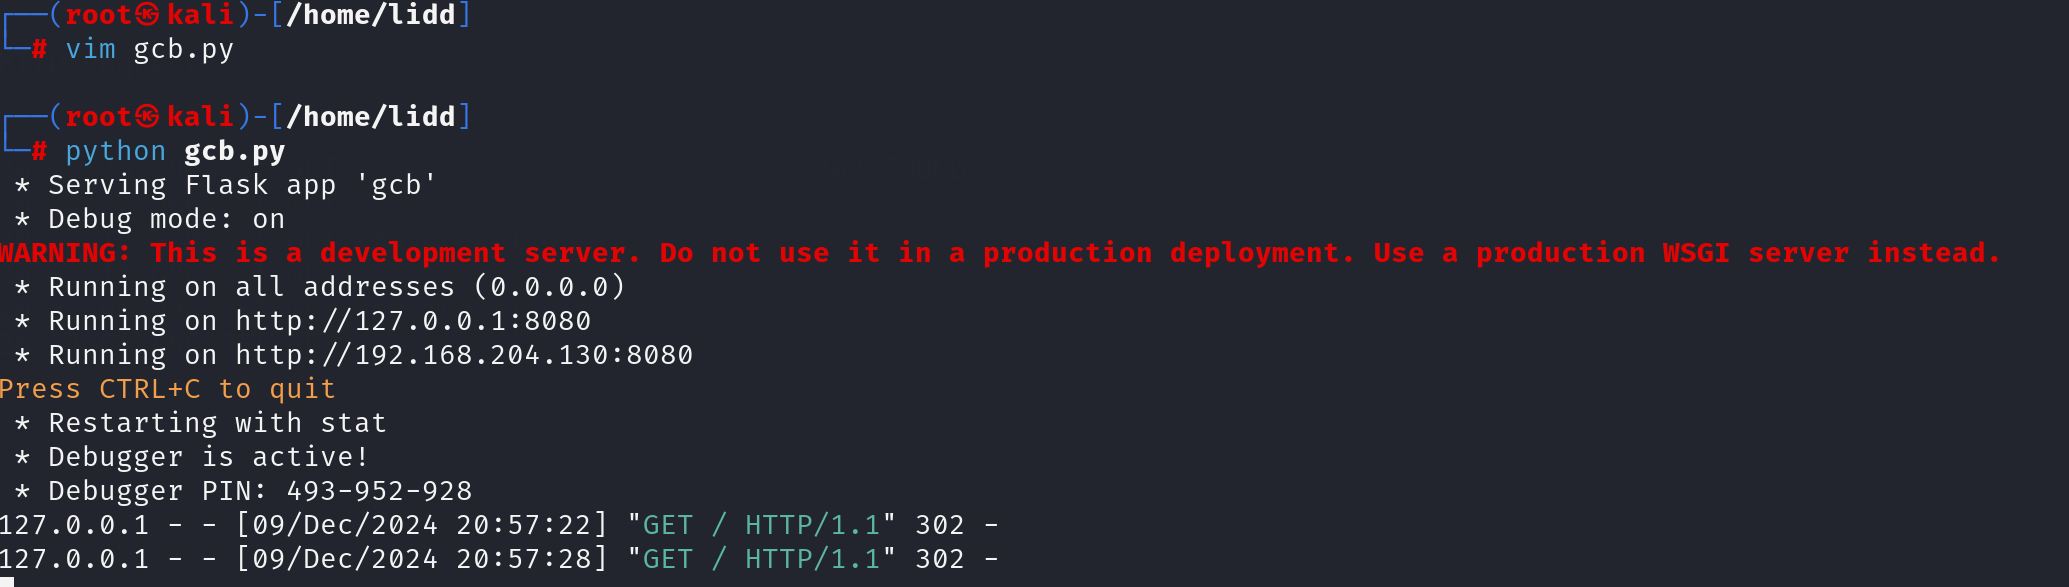 ┌──(root㉿kali)-[/home/lidd]
└─# vim gcb.py
┌──(root㉿kali)-[/home/lidd]
└─# python gcb.py
* Serving Flask app 'gcb'
* Debug mode: on
WARNING: This is a development server. Do not use it in a production deployment. Use a production WSGI server instead.
* Running on all addresses (0.0.0.0)
* Running on http://127.0.0.1:8080
* Running on http://192.168.204.130:8080
Press CTRL+C to quit
* Restarting with stat
* Debugger is active!
* Debugger PIN: 493-952-928
127.0.0.1 - - [09/Dec/2024 20:57:22] "GET / HTTP/1.1" 302 -
127.0.0.1 - - [09/Dec/2024 20:57:28] "GET / HTTP/1.1" 302 -